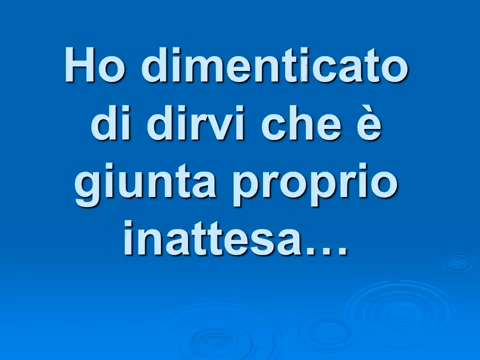 Ho dimenticato
di dirvi che è
giunta proprio
inattesa…